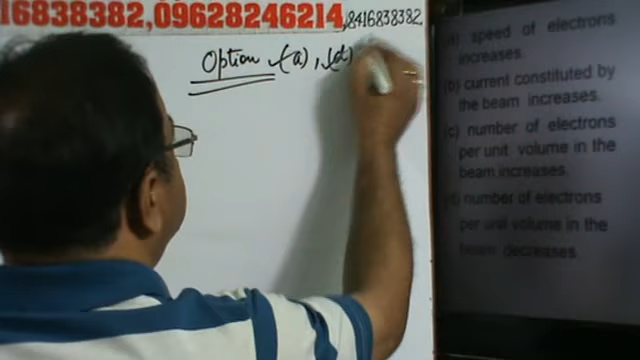 16838382,09628246214,8416838382
Option (a), (d)
(a) speed of electrons
increases.
(b) current constituted by
the beam increases.
(c) number of electrons
per unit volume in the
beam increases.
(d) number of electrons
per unit volume in the
beam decreases.